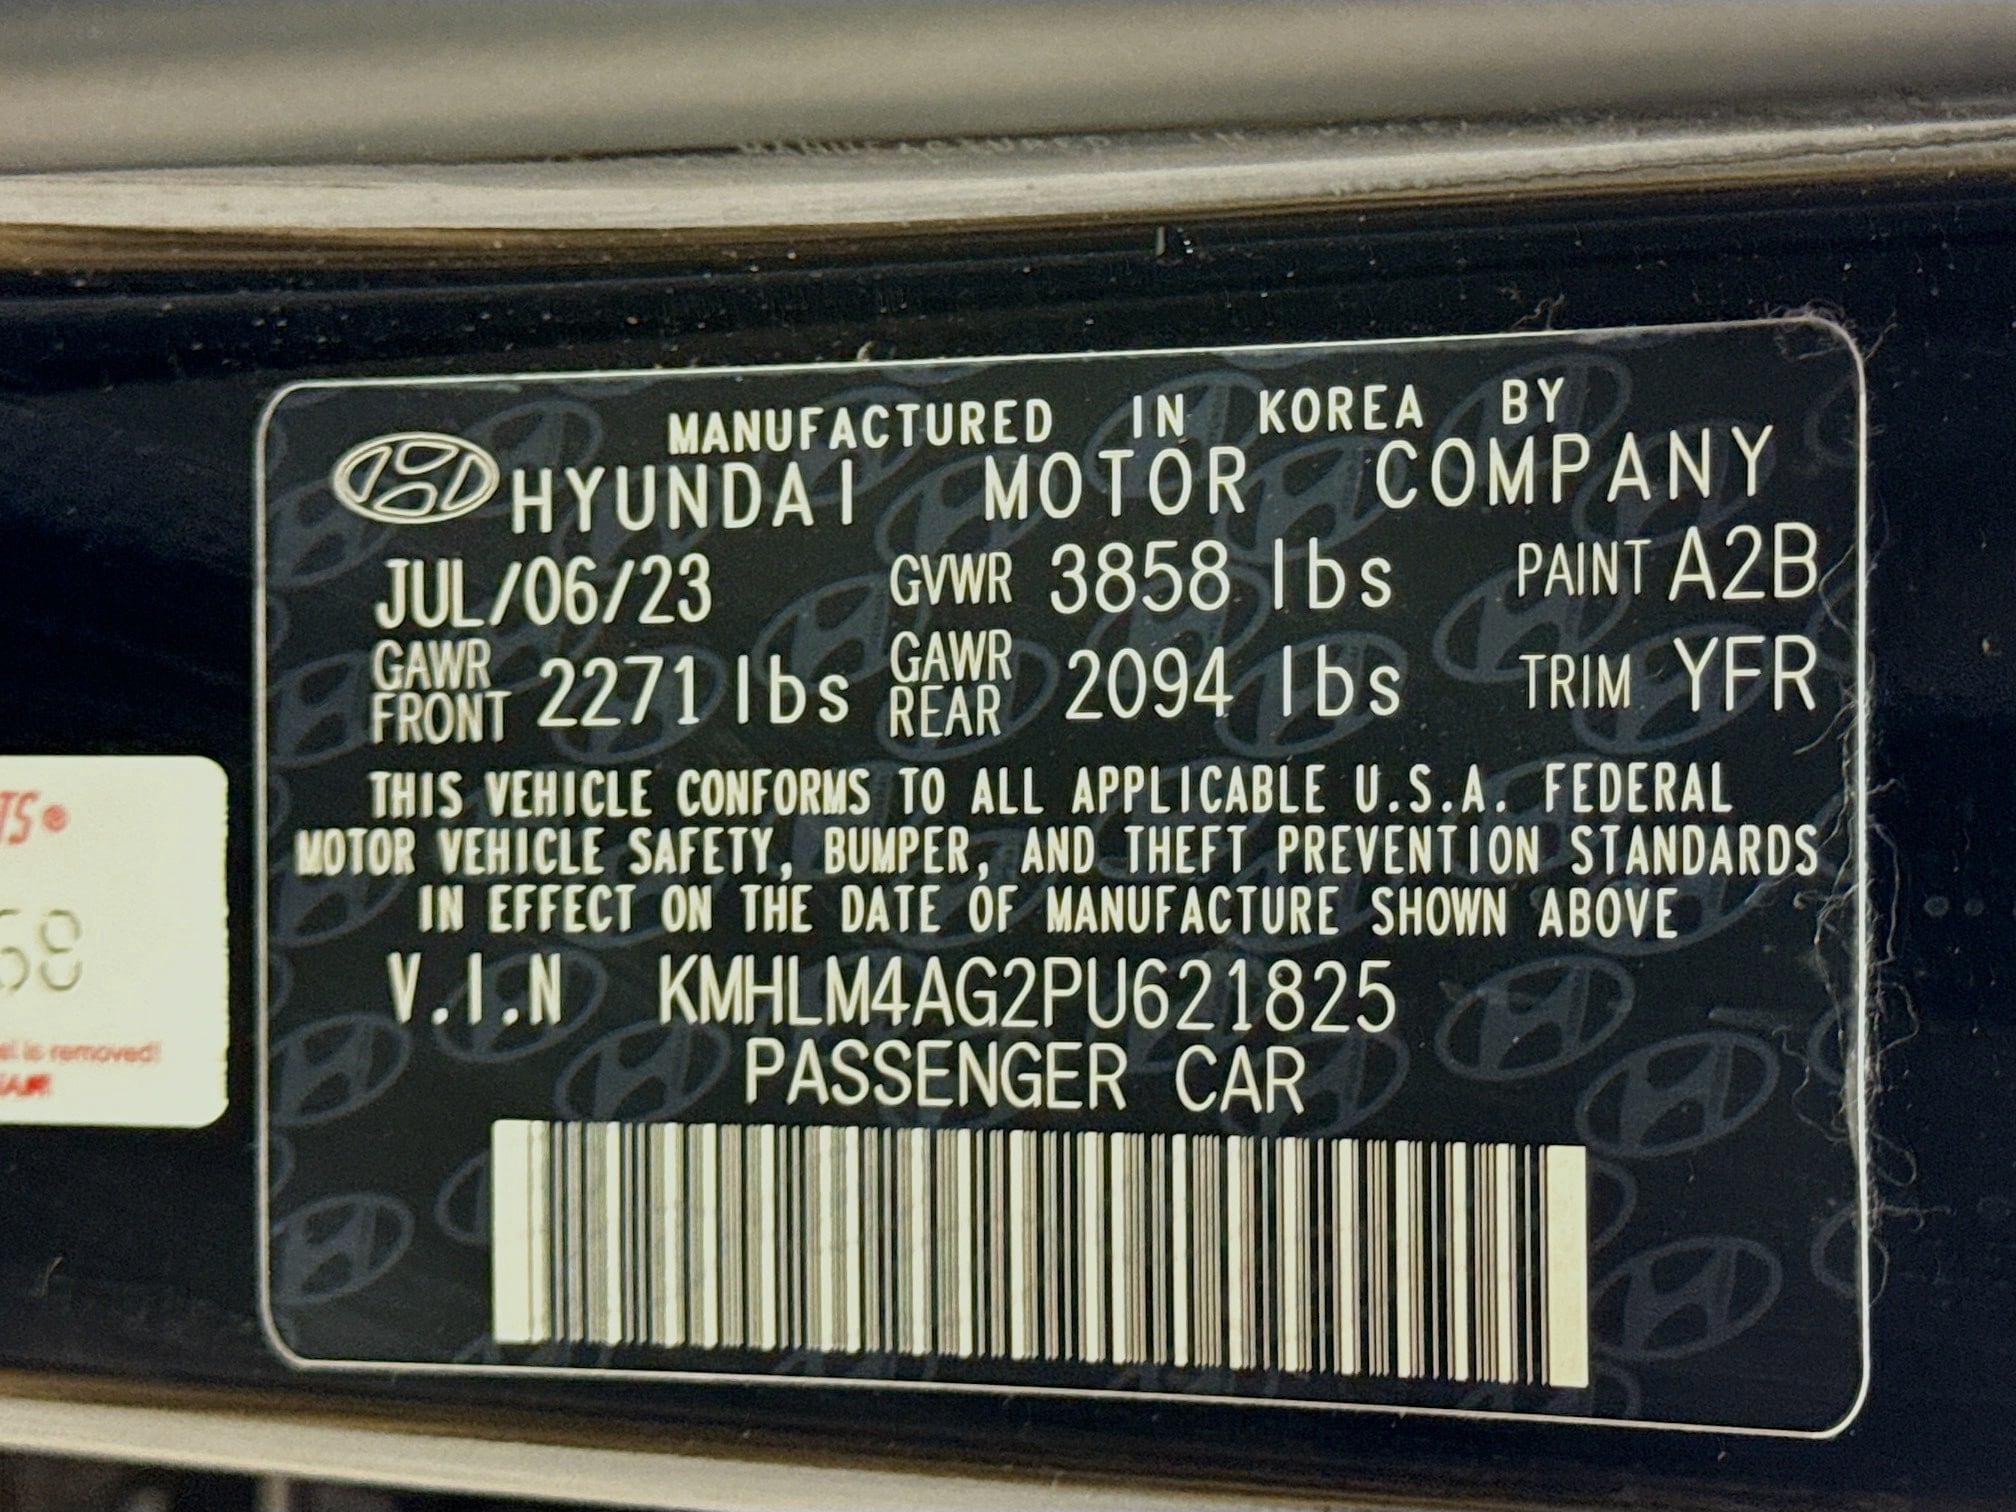 MANUFACTURED IN KOREA BY
HYUNDAI MOTOR COMPANY
JUL/06/23 GVWR 3858 lbs PAINT A2B
GAWR FRONT 2271 lbs GAWR REAR 2094 lbs TRIM YFR
THIS VEHICLE CONFORMS TO ALL APPLICABLE U.S.A. FEDERAL
MOTOR VEHICLE SAFETY, BUMPER, AND THEFT PREVENTION STANDARDS
IN EFFECT ON THE DATE OF MANUFACTURE SHOWN ABOVE
V.I.N KMHLM4AG2PU621825
PASSENGER CAR
is removed!